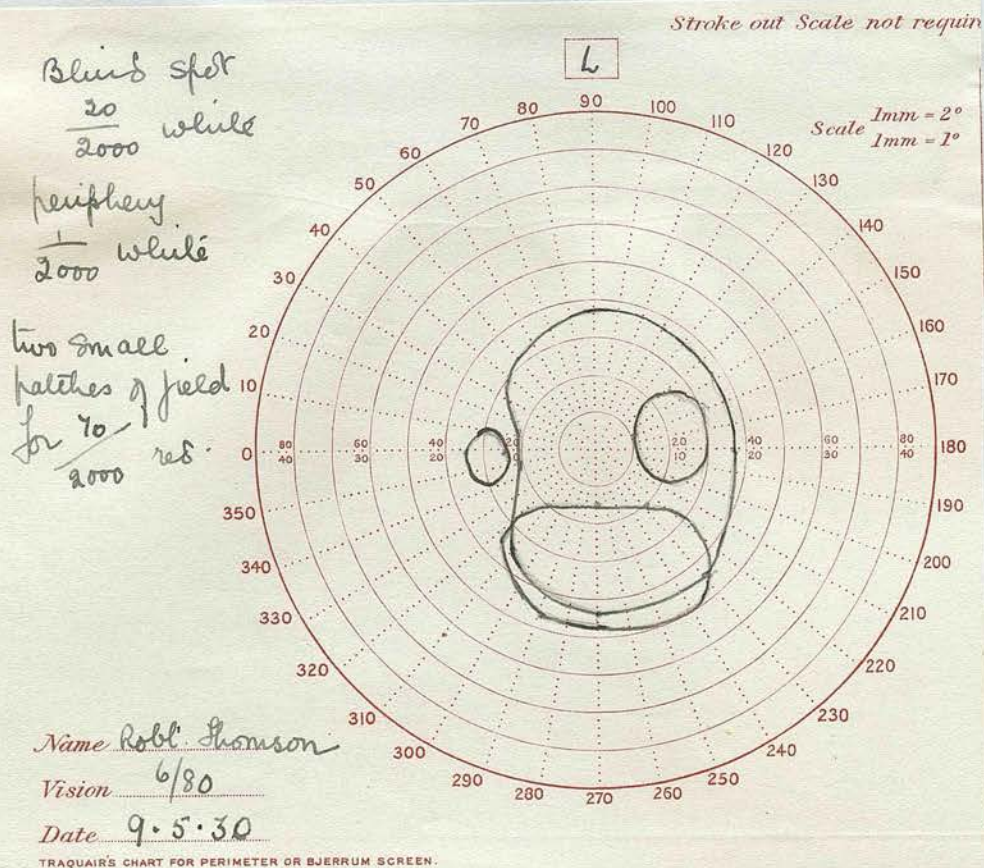 Stroke out Scale not requir
L
Blind spot
20/2000 white
periphery
1/2000 white
two small
patches of field
for 70/2000 red.
Scale 1mm = 2°
1mm = 1°
90
80 100
70 110
60 120
50 130
40 140
30 150
20 160
10 170
0 80 60 40 20 20 40 60 80 180
40 30 20 10 10 20 30 40
350 190
340 200
330 210
320 220
310 230
300 240
290 250
280 260
270
Name Robt. Thomson
Vision 6/80
Date 9.5.30
TRAQUAIR'S CHART FOR PERIMETER OR BJERRUM SCREEN.